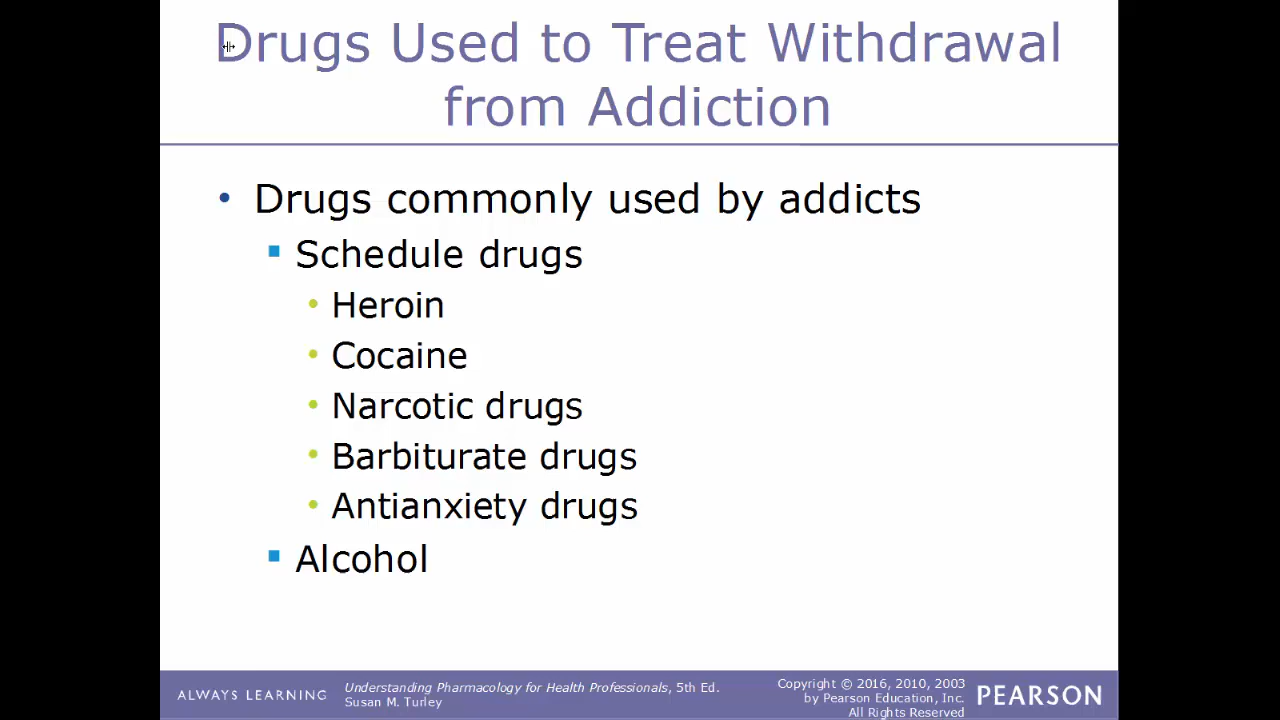 Drugs Used to Treat Withdrawal
from Addiction
• Drugs commonly used by addicts
▪ Schedule drugs
• Heroin
• Cocaine
• Narcotic drugs
• Barbiturate drugs
• Antianxiety drugs
▪ Alcohol
ALWAYS LEARNING
Understanding Pharmacology for Health Professionals, 5th Ed.
Susan M. Turley
Copyright © 2016, 2010, 2003
by Pearson Education, Inc.
All Rights Reserved
PEARSON